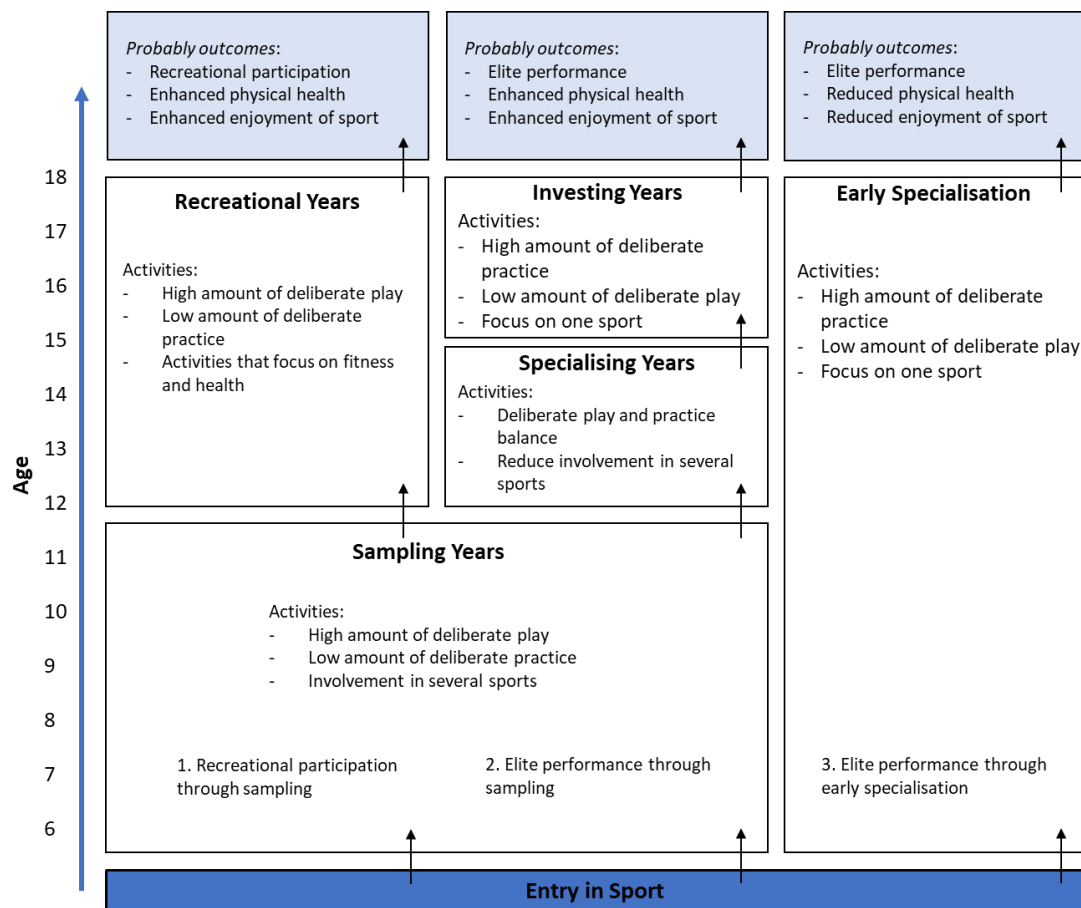 Probably outcomes:
- Recreational participation
- Enhanced physical health
- Enhanced enjoyment of sport
Probably outcomes:
- Elite performance
- Enhanced physical health
- Enhanced enjoyment of sport
Probably outcomes:
- Elite performance
- Reduced physical health
- Reduced enjoyment of sport
Age
18
17
16
15
14
13
12
11
10
9
8
7
6
Recreational Years
Activities:
- High amount of deliberate play
- Low amount of deliberate
practice
- Activities that focus on fitness
and health
Investing Years
Activities:
- High amount of deliberate
practice
- Low amount of deliberate play
- Focus on one sport
Specialising Years
Activities:
- Deliberate play and practice
balance
- Reduce involvement in several
sports
Early Specialisation
Activities:
- High amount of deliberate
practice
- Low amount of deliberate play
- Focus on one sport
Sampling Years
Activities:
- High amount of deliberate play
- Low amount of deliberate practice
- Involvement in several sports
1. Recreational participation
through sampling
2. Elite performance through
sampling
3. Elite performance through
early specialisation
Entry in Sport